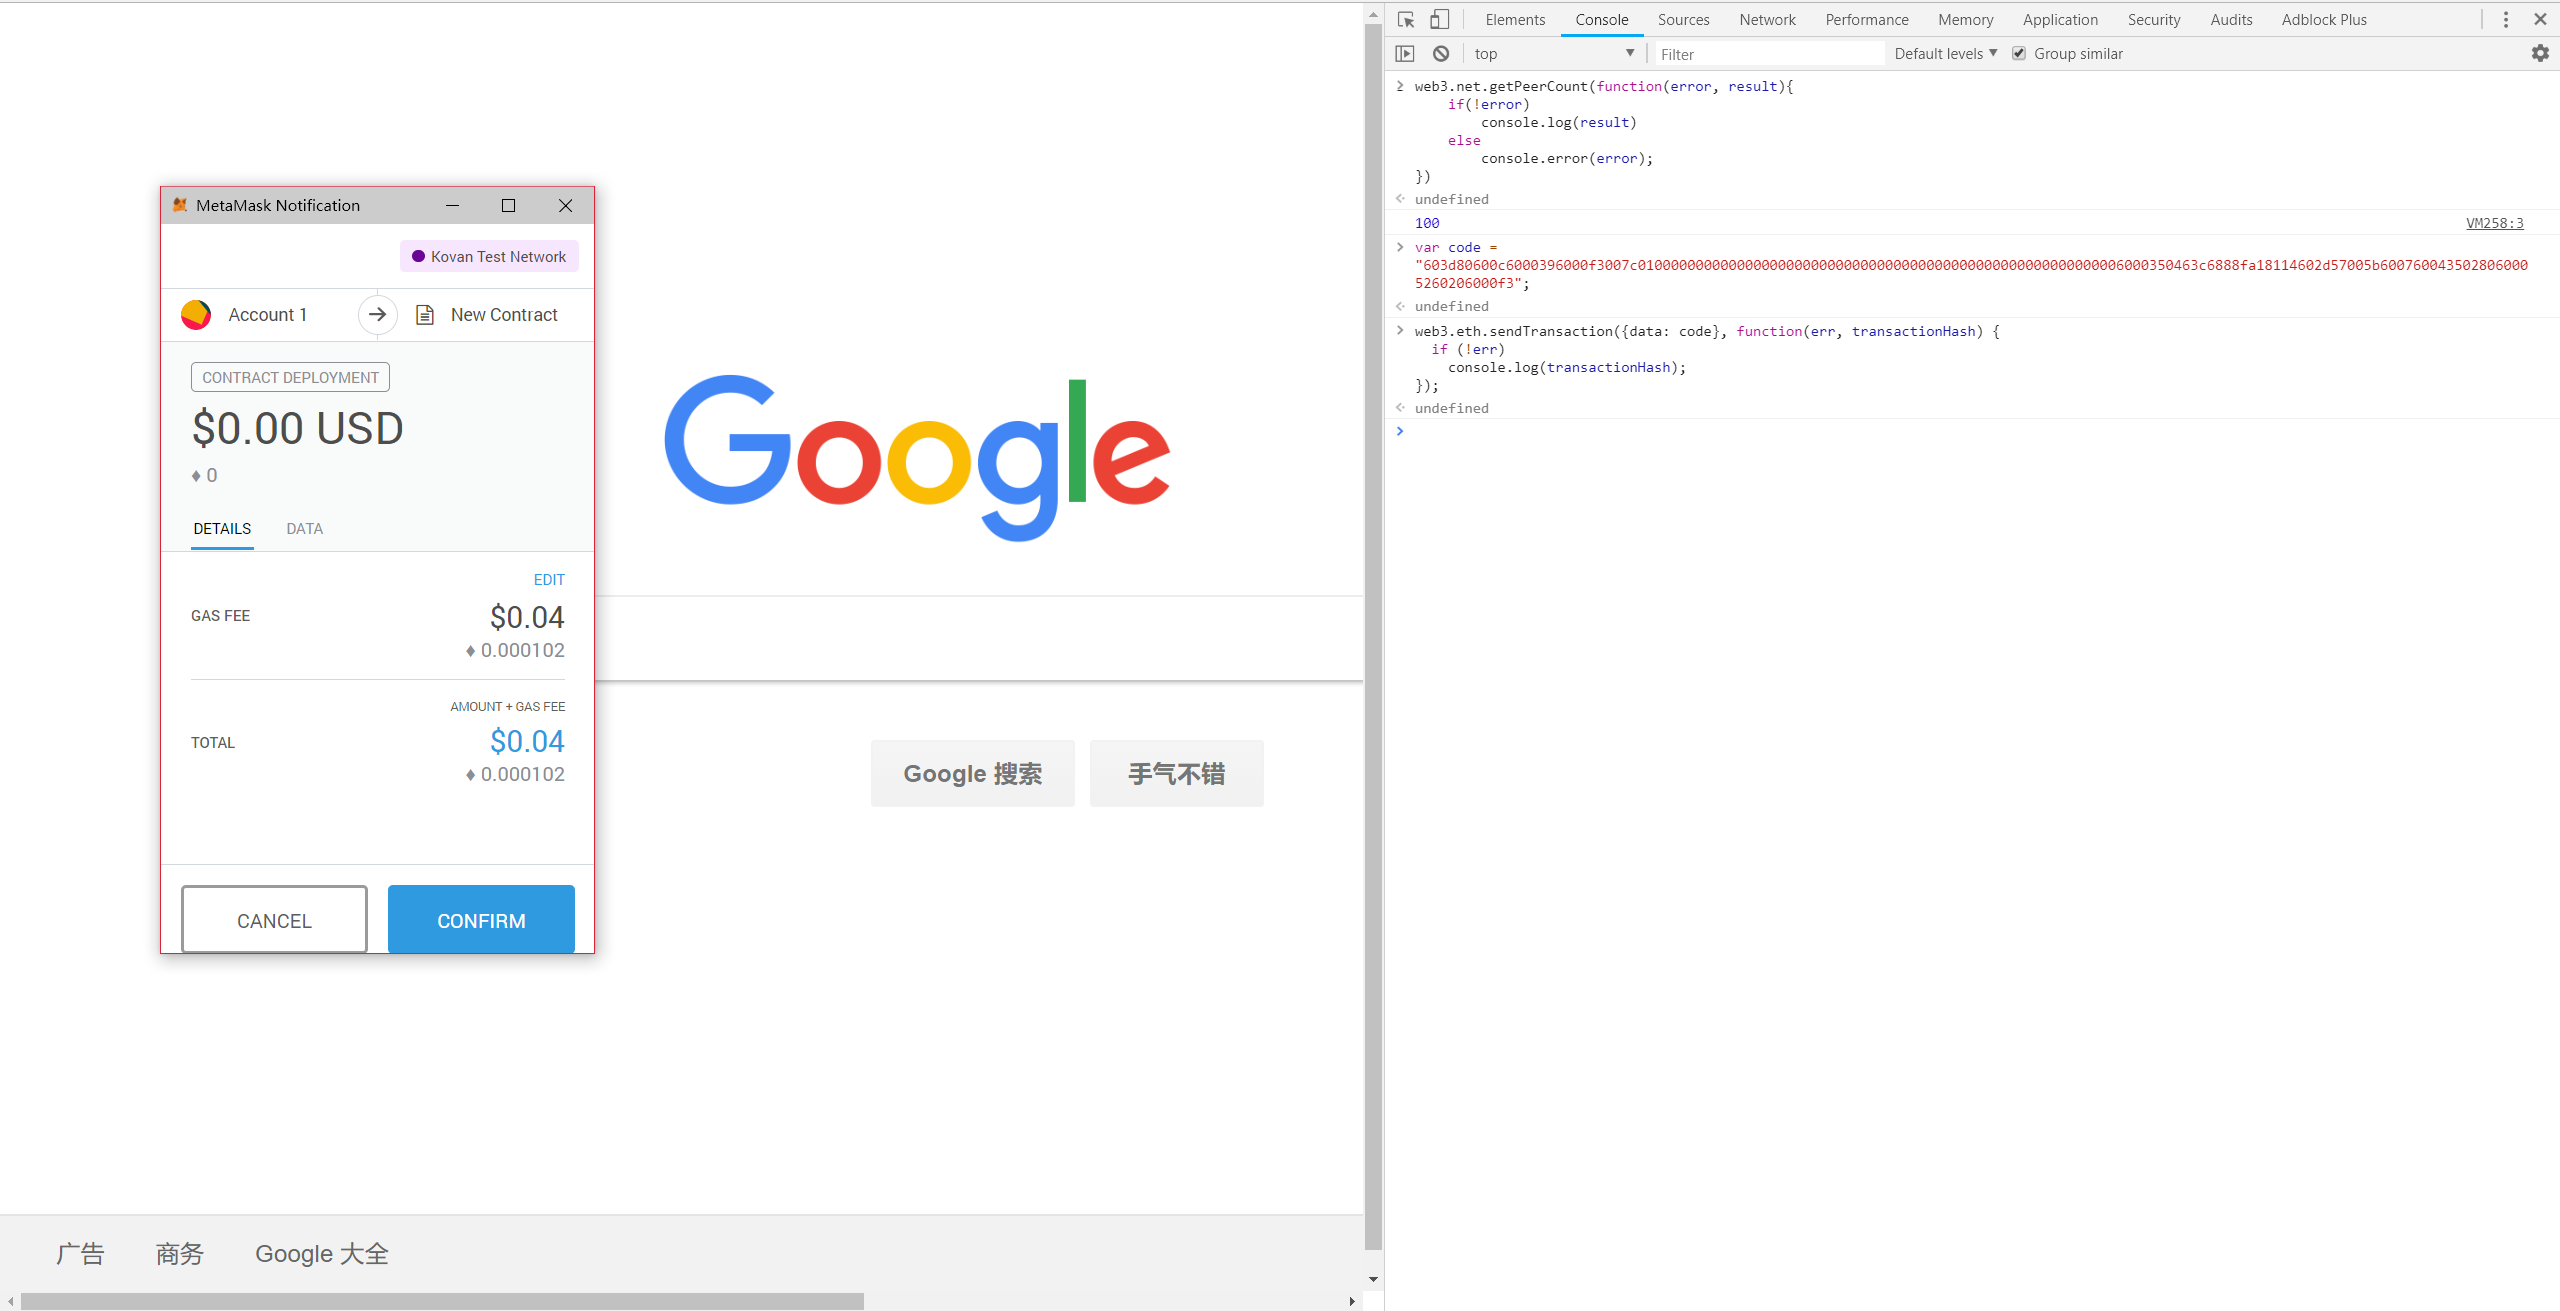 Elements Console Sources Network Performance Memory Application Security Audits Adblock Plus
top Filter Default levels Group similar
web3.net.getPeerCount(function(error, result){
if(!error)
console.log(result)
else
console.error(error);
})
undefined
100 VM258:3
var code =
"603d80600c6000396000f3007c01000000000000000000000000000000000000000000000000000000006000350463c6888fa18114602d57005b600760043502806000
5260206000f3";
undefined
web3.eth.sendTransaction({data: code}, function(err, transactionHash) {
if (!err)
console.log(transactionHash);
});
undefined
MetaMask Notification
Kovan Test Network
Account 1 New Contract
CONTRACT DEPLOYMENT
$0.00 USD
0
DETAILS DATA
EDIT
GAS FEE $0.04
0.000102
AMOUNT + GAS FEE
TOTAL $0.04
0.000102
CANCEL CONFIRM
Google
Google 搜索 手气不错
广告 商务 Google 大全